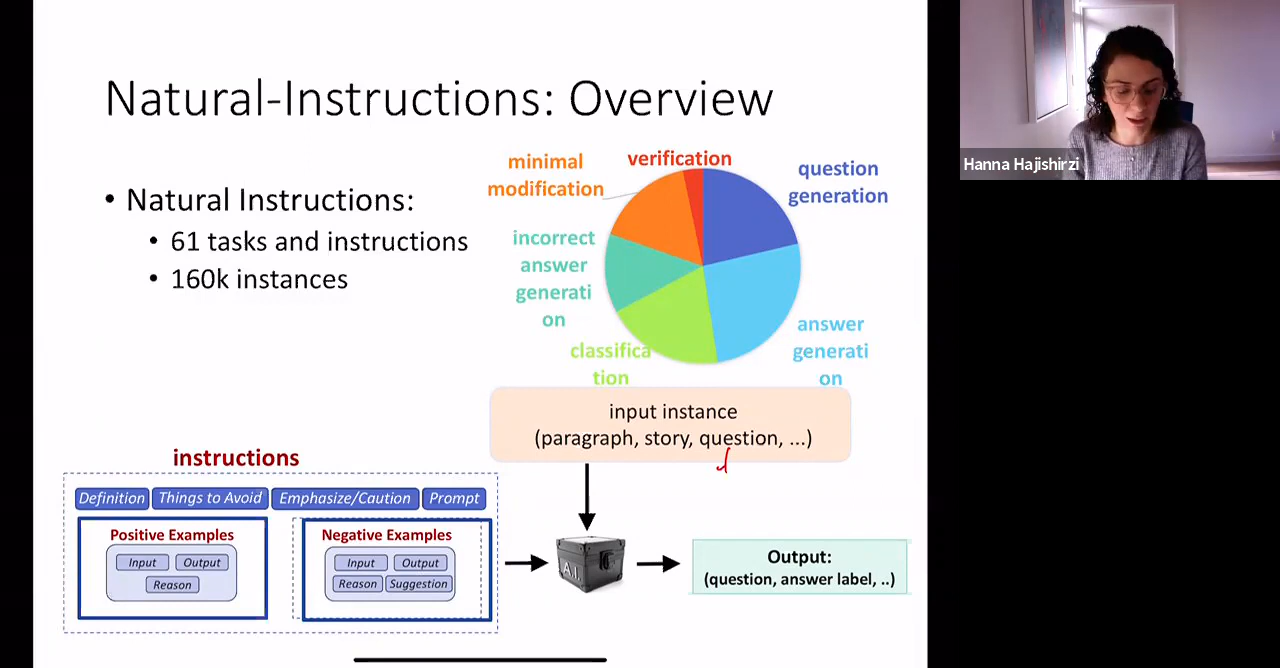 Natural-Instructions: Overview
• Natural Instructions:
• 61 tasks and instructions
• 160k instances
minimal
modification
verification
question
generation
incorrect
answer
generati
on
answer
generati
on
classifica
tion
input instance
(paragraph, story, question, ...)
instructions
Definition
Things to Avoid
Emphasize/Caution
Prompt
Positive Examples
Input
Output
Reason
Negative Examples
Input
Output
Reason
Suggestion
A.I.
Output:
(question, answer label, ..)
Hanna Hajishirzi